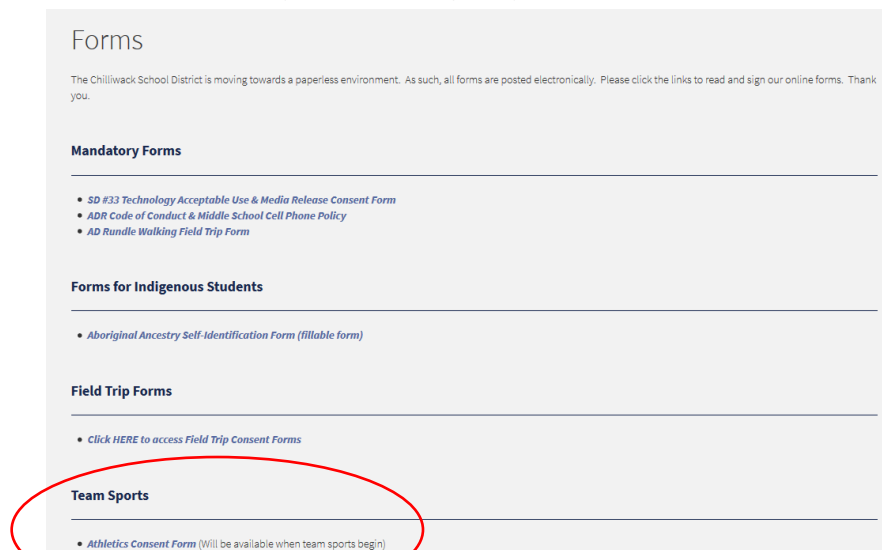 Forms
The Chilliwack School District is moving towards a paperless environment.  As such, all forms are posted electronically.  Please click the links to read and sign our online forms.  Thank
you.
Mandatory Forms
• SD #33 Technology Acceptable Use & Media Release Consent Form
• ADR Code of Conduct & Middle School Cell Phone Policy
• AD Rundle Walking Field Trip Form
Forms for Indigenous Students
• Aboriginal Ancestry Self-Identification Form (fillable form)
Field Trip Forms
• Click HERE to access Field Trip Consent Forms
Team Sports
• Athletics Consent Form (Will be available when team sports begin)